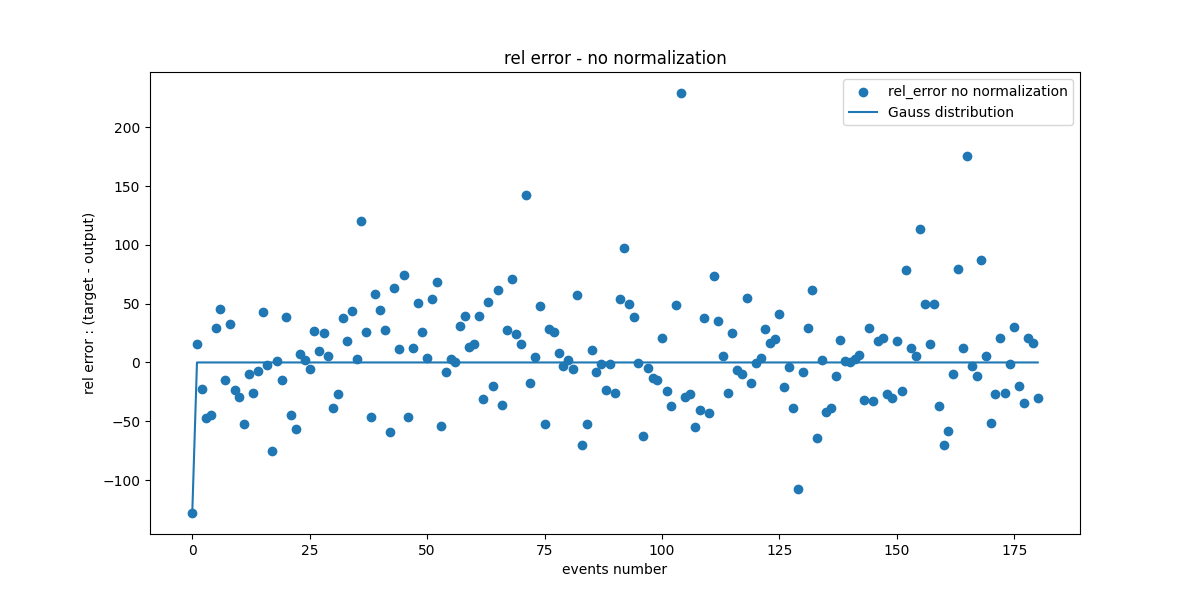 rel error - no normalization
rel_error no normalization
Gauss distribution
rel error : (target - output)
200
150
100
50
0
−50
−100
0 25 50 75 100 125 150 175
events number